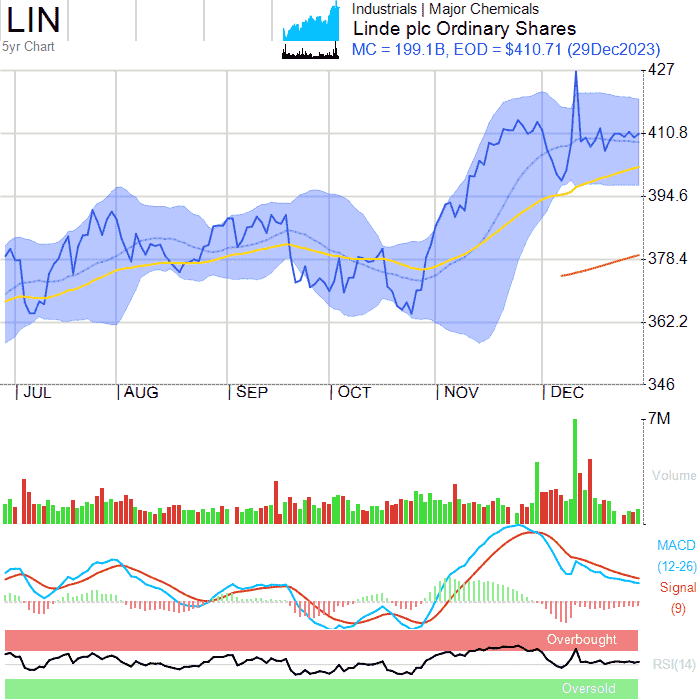 LIN
5yr Chart
Industrials | Major Chemicals
Linde plc Ordinary Shares
MC = 199.1B, EOD = $410.71 (29Dec2023)
427
410.8
394.6
378.4
362.2
346
JUL AUG SEP OCT NOV DEC
7M
Volume
MACD
(12-26)
Signal
(9)
Overbought
RSI(14)
Oversold